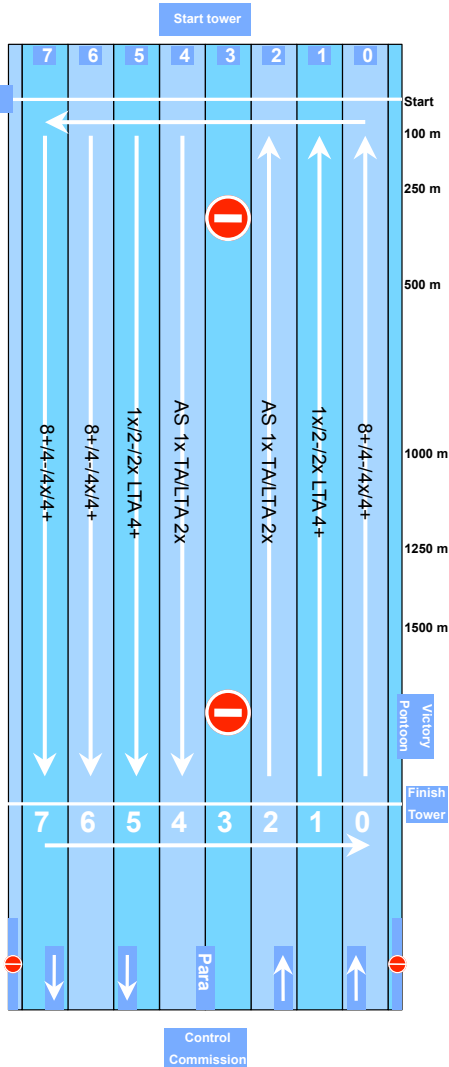 Start tower
7 6 5 4 3 2 1 0
Start
100 m
250 m
500 m
1000 m
1250 m
1500 m
8+/4-/4x/4+
8+/4-/4x/4+
1x/2-/2x LTA 4+
AS 1x TA/LTA 2x
AS 1x TA/LTA 2x
1x/2-/2x LTA 4+
8+/4-/4x/4+
Victory
Pontoon
Finish
Tower
7 6 5 4 3 2 1 0
Para
Control
Commission